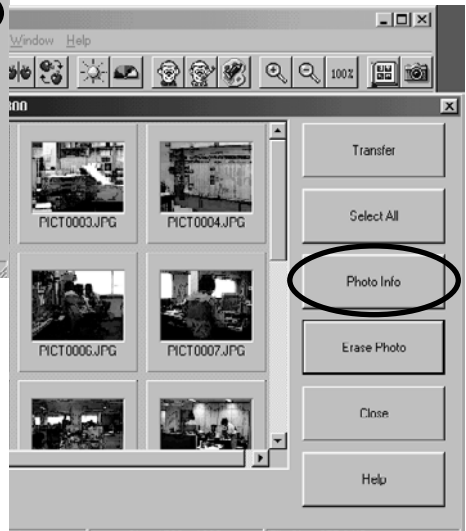 Window Help
100%
Transfer
PICT0003.JPG PICT0004.JPG
Select All
Photo Info
PICT0006.JPG PICT0007.JPG
Erase Photo
Close
Help